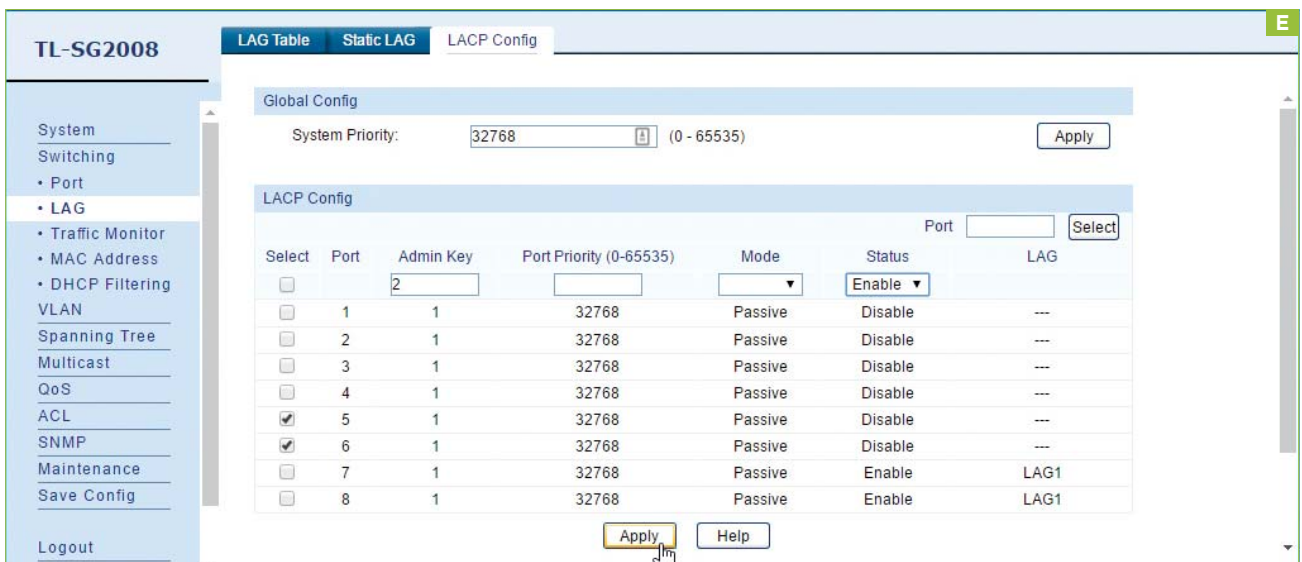 E
TL-SG2008
LAG Table Static LAG LACP Config
System
Switching
• Port
• LAG
• Traffic Monitor
• MAC Address
• DHCP Filtering
VLAN
Spanning Tree
Multicast
QoS
ACL
SNMP
Maintenance
Save Config
Logout
Global Config
System Priority: 32768 (0 - 65535) Apply
LACP Config
Port Select
Select Port Admin Key Port Priority (0-65535) Mode Status LAG
2 Enable
1 1 32768 Passive Disable ---
2 1 32768 Passive Disable ---
3 1 32768 Passive Disable ---
4 1 32768 Passive Disable ---
5 1 32768 Passive Disable ---
6 1 32768 Passive Disable ---
7 1 32768 Passive Enable LAG1
8 1 32768 Passive Enable LAG1
Apply Help